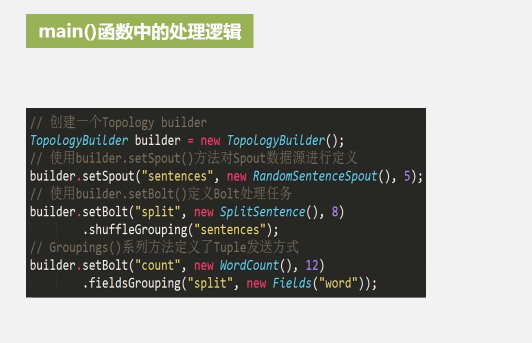 main()函数中的处理逻辑
// 创建一个Topology builder
TopologyBuilder builder = new TopologyBuilder();
// 使用builder.setSpout()方法对Spout数据源进行定义
builder.setSpout("sentences", new RandomSentenceSpout(), 5);
// 使用builder.setBolt()定义Bolt处理任务
builder.setBolt("split", new SplitSentence(), 8)
.shuffleGrouping("sentences");
// Groupings()系列方法定义了Tuple发送方式
builder.setBolt("count", new WordCount(), 12)
.fieldsGrouping("split", new Fields("word"));